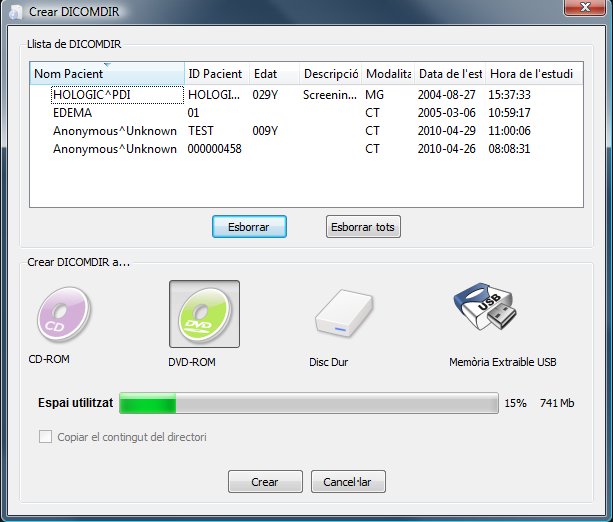 Crear DICOMDIR
Llista de DICOMDIR
Nom Pacient ID Pacient Edat Descripció Modalita Data de l'est Hora de l'estudi
HOLOGIC^PDI HOLOGI... 029Y Screenin... MG 2004-08-27 15:37:33
EDEMA 01 CT 2005-03-06 10:59:17
Anonymous^Unknown TEST 009Y CT 2010-04-29 11:00:06
Anonymous^Unknown 000000458 CT 2010-04-26 08:08:31
Esborrar Esborrar tots
Crear DICOMDIR a...
CD DVD USB
CD-ROM DVD-ROM Disc Dur Memòria Extraible USB
Espai utilitzat 15% 741 Mb
Copiar el contingut del directori
Crear Cancel·lar